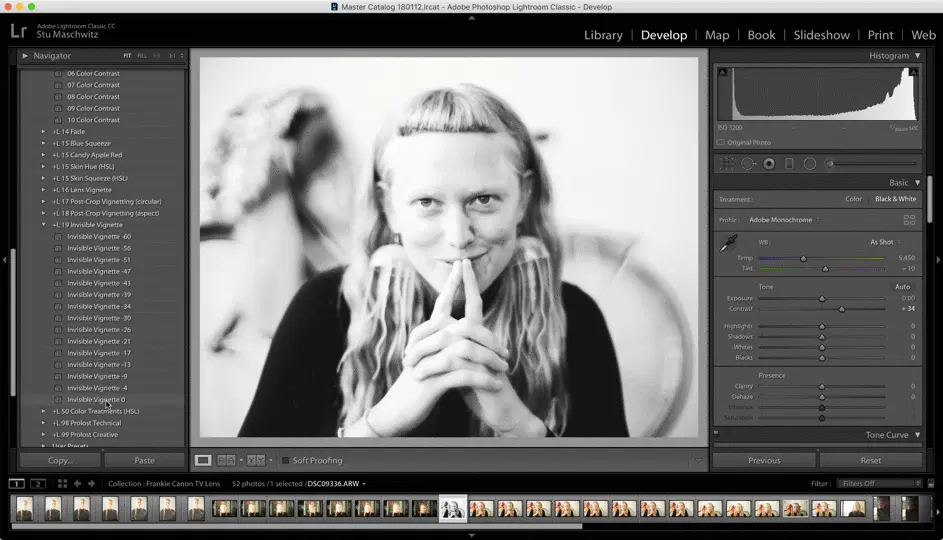 Master Catalog 180112.lrcat - Adobe Photoshop Lightroom Classic - Develop
Lr
Adobe Lightroom Classic CC
Stu Maschwitz
Library | Develop | Map | Book | Slideshow | Print | Web
Navigator FIT FILL
06 Color Contrast
07 Color Contrast
08 Color Contrast
09 Color Contrast
10 Color Contrast
+L 14 Fade
+L 15 Blue Squeeze
+L 15 Candy Apple Red
+L 15 Skin Hue (HSL)
+L 15 Skin Squeeze (HSL)
+L 16 Lens Vignette
+L 17 Post-Crop Vignetting (circular)
+L 18 Post-Crop Vignetting (aspect)
+L 19 Invisible Vignette
Invisible Vignette -60
Invisible Vignette -56
Invisible Vignette -51
Invisible Vignette -47
Invisible Vignette -43
Invisible Vignette -39
Invisible Vignette -34
Invisible Vignette -30
Invisible Vignette -26
Invisible Vignette -21
Invisible Vignette -17
Invisible Vignette -13
Invisible Vignette -9
Invisible Vignette -4
Invisible Vignette 0
+L 50 Color Treatments (HSL)
+L 98 Prolost Technical
+L 99 Prolost Creative
User Presets
Copy... Paste
Soft Proofing
Histogram
ISO 3200
Original Photo
Basic
Treatment: Color Black & White
Profile: Adobe Monochrome
WB As Shot
Temp 5,450
Tint + 10
Tone Auto
Exposure 0.00
Contrast + 34
Highlights 0
Shadows 0
Whites 0
Blacks 0
Presence
Clarity 0
Dehaze 0
Vibrance
Saturation
Tone Curve
Previous Reset
1 2 Collection : Frankie Canon TV Lens 52 photos /1 selected /DSC09336.ARW Filter : Filters Off